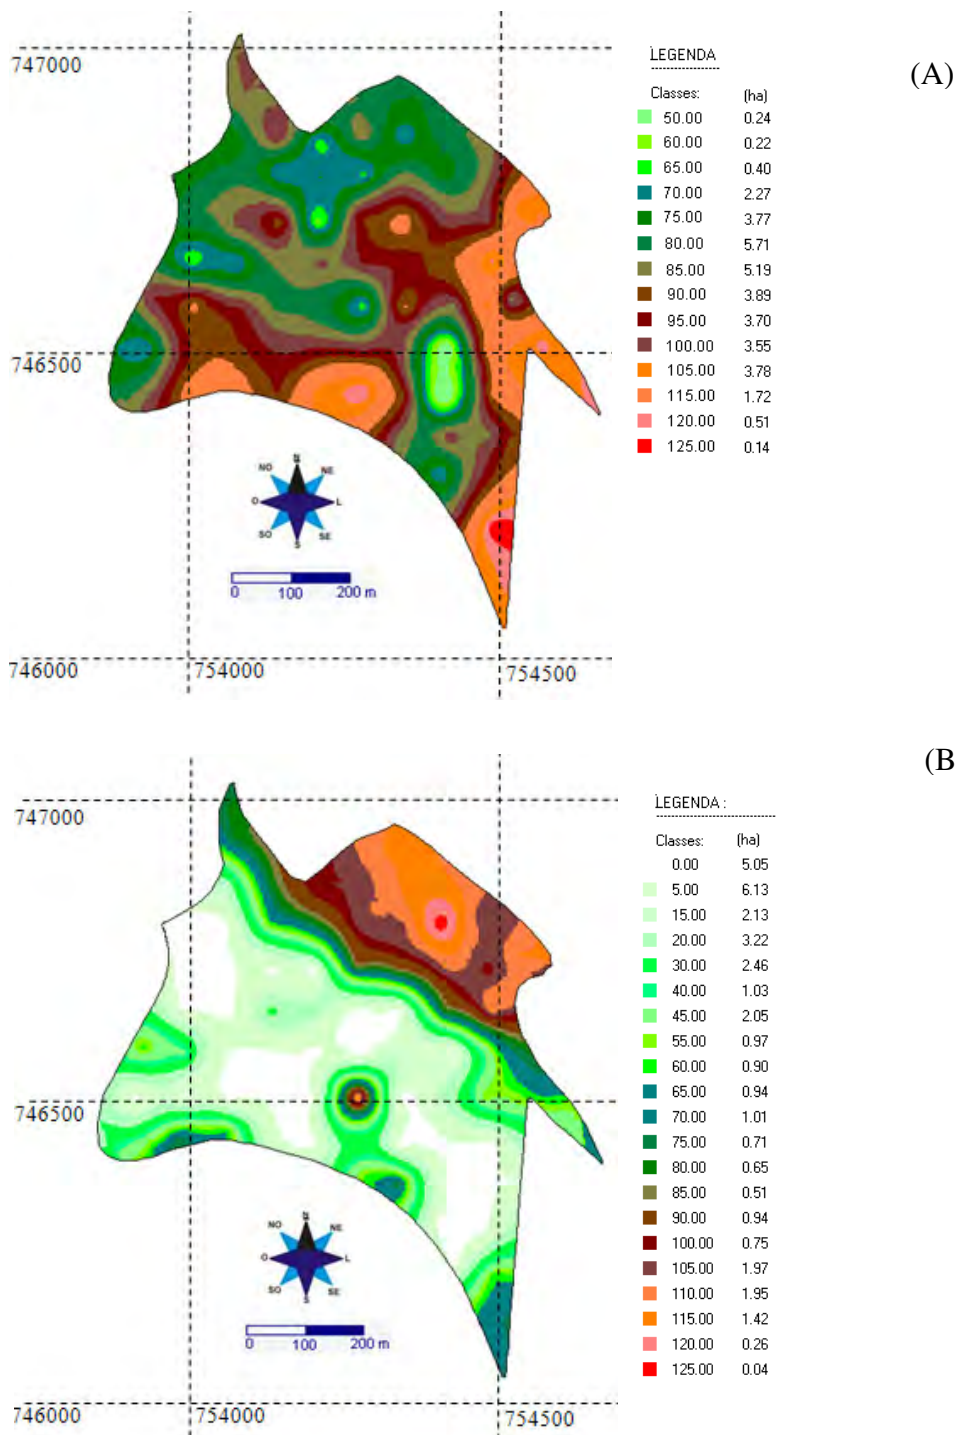 747000
LEGENDA
(A)
Classes: (ha)
50.00 0.24
60.00 0.22
65.00 0.40
70.00 2.27
75.00 3.77
80.00 5.71
85.00 5.19
90.00 3.89
95.00 3.70
100.00 3.55
105.00 3.78
115.00 1.72
120.00 0.51
125.00 0.14
746500
N
NO NE
O L
SO SE
S
0 100 200 m
746000 754000 754500
(B
747000
LEGENDA :
Classes: (ha)
0.00 5.05
5.00 6.13
15.00 2.13
20.00 3.22
30.00 2.46
40.00 1.03
45.00 2.05
55.00 0.97
60.00 0.90
65.00 0.94
70.00 1.01
75.00 0.71
80.00 0.65
85.00 0.51
90.00 0.94
100.00 0.75
105.00 1.97
110.00 1.95
115.00 1.42
120.00 0.26
125.00 0.04
746500
N
NO NE
O L
SO SE
S
0 100 200 m
746000 754000 754500